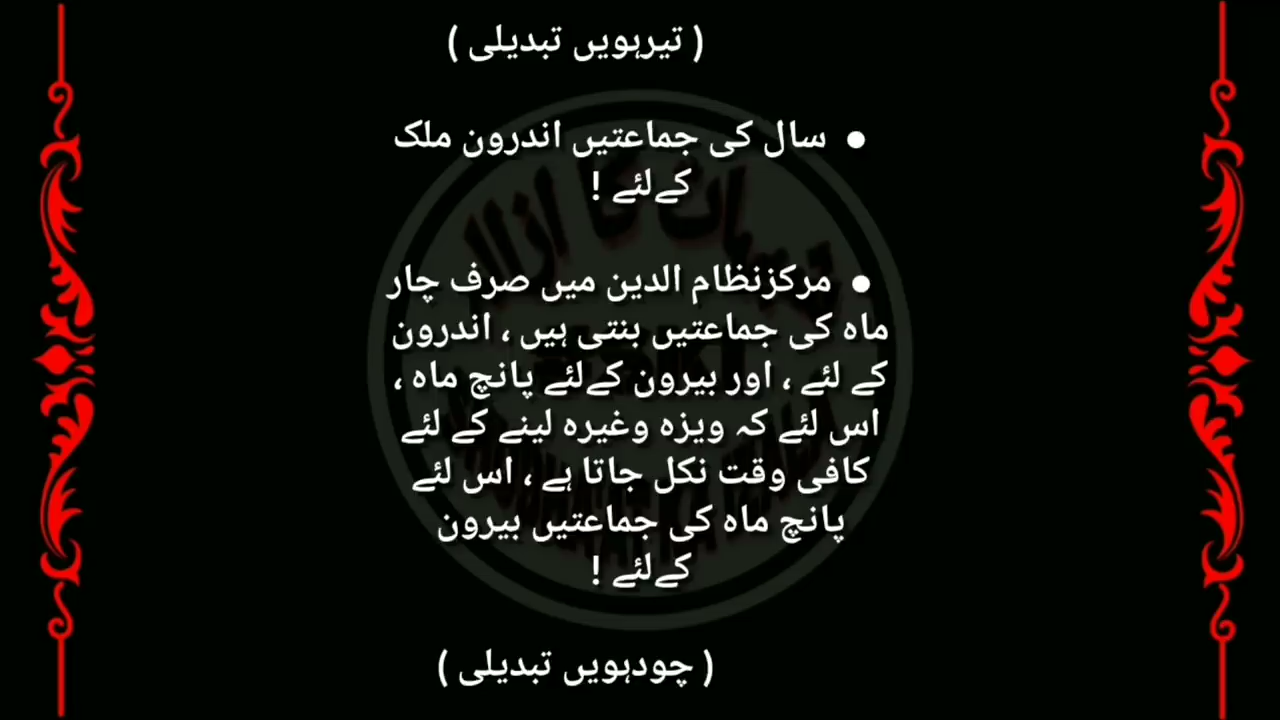 ( تیرہویں تبدیلی )
● سال کی جماعتیں اندرون ملک
کےلئے !
● مرکزنظام الدین میں صرف چار
ماہ کی جماعتیں بنتی ہیں ، اندرون
کے لئے ، اور بیرون کےلئے پانچ ماہ ،
اس لئے کہ ویزہ وغیرہ لینے کے لئے
کافی وقت نکل جاتا ہے ، اس لئے
پانچ ماہ کی جماعتیں بیرون
کےلئے !
( چودہویں تبدیلی )
کا ازالہ